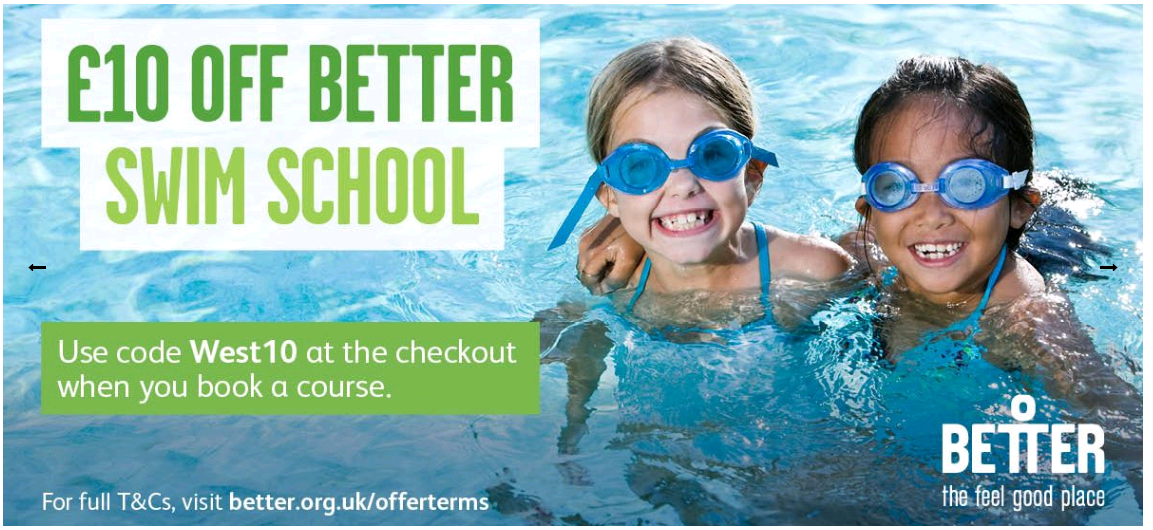 £10 OFF BETTER
SWIM SCHOOL
Use code West10 at the checkout
when you book a course.
For full T&Cs, visit better.org.uk/offerterms
BETTER
the feel good place